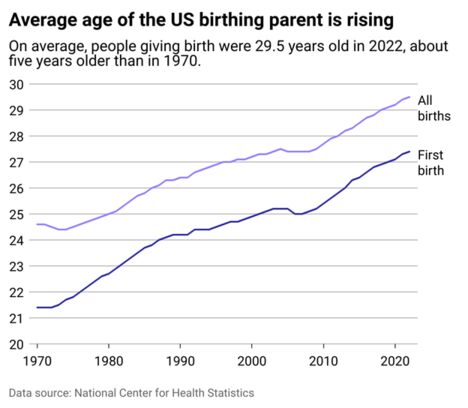 Average age of the US birthing parent is rising
On average, people giving birth were 29.5 years old in 2022, about
five years older than in 1970.
30
29
28
27
26
25
24
23
22
21
20
All
births
First
birth
1970
1980
1990
2000
2010
2020
Data source: National Center for Health Statistics